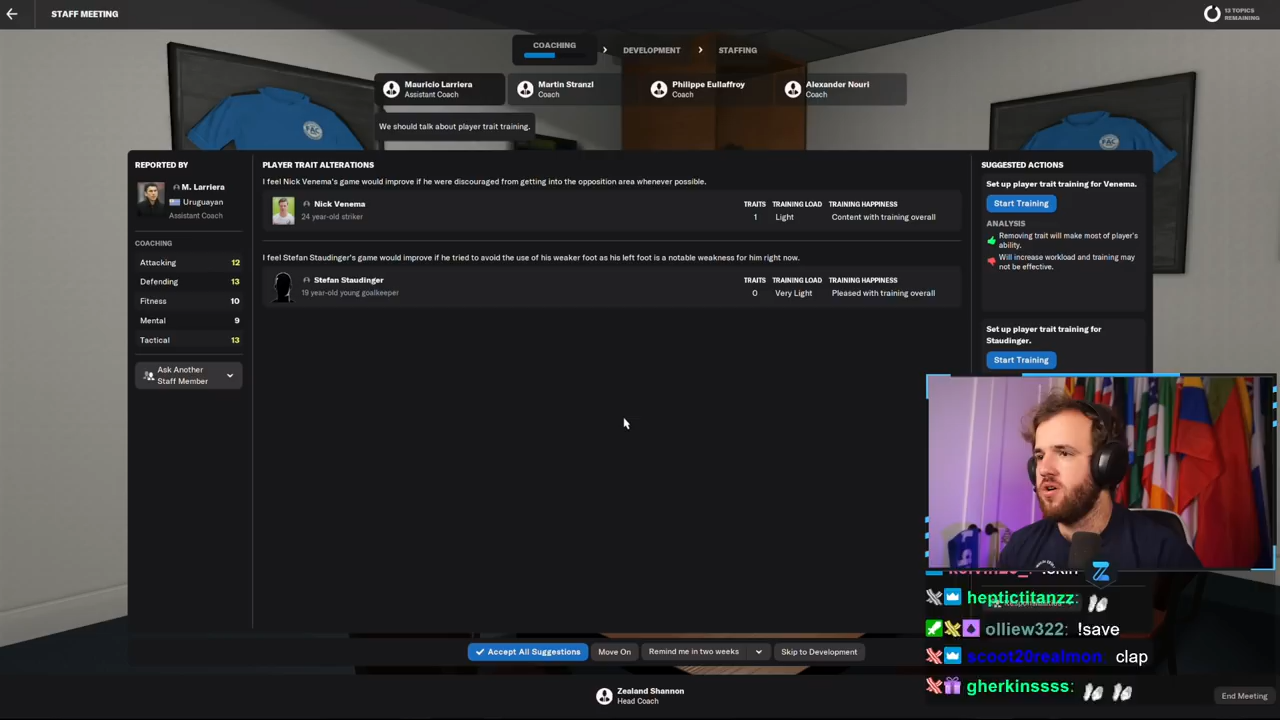 STAFF MEETING
13 TOPICS
REMAINING
COACHING
DEVELOPMENT
STAFFING
Mauricio Larriera
Assistant Coach
Martin Stranzl
Coach
Philippe Eullaffroy
Coach
Alexander Nouri
Coach
We should talk about player trait training.
REPORTED BY
M. Larriera
Uruguayan
Assistant Coach
COACHING
Attacking 12
Defending 13
Fitness 10
Mental 9
Tactical 13
Ask Another
Staff Member
PLAYER TRAIT ALTERATIONS
I feel Nick Venema's game would improve if he were discouraged from getting into the opposition area whenever possible.
Nick Venema
24 year-old striker
TRAITS TRAINING LOAD TRAINING HAPPINESS
1 Light Content with training overall
I feel Stefan Staudinger's game would improve if he tried to avoid the use of his weaker foot as his left foot is a notable weakness for him right now.
Stefan Staudinger
19 year-old young goalkeeper
TRAITS TRAINING LOAD TRAINING HAPPINESS
0 Very Light Pleased with training overall
SUGGESTED ACTIONS
Set up player trait training for Venema.
Start Training
ANALYSIS
Removing trait will make most of player's
ability.
Will increase workload and training may
not be effective.
Set up player trait training for
Staudinger.
Start Training
heptictitanzz:
olliew322: !save
scoot20realmon clap
gherkinssss:
Accept All Suggestions
Move On
Remind me in two weeks
Skip to Development
Zealand Shannon
Head Coach
End Meeting